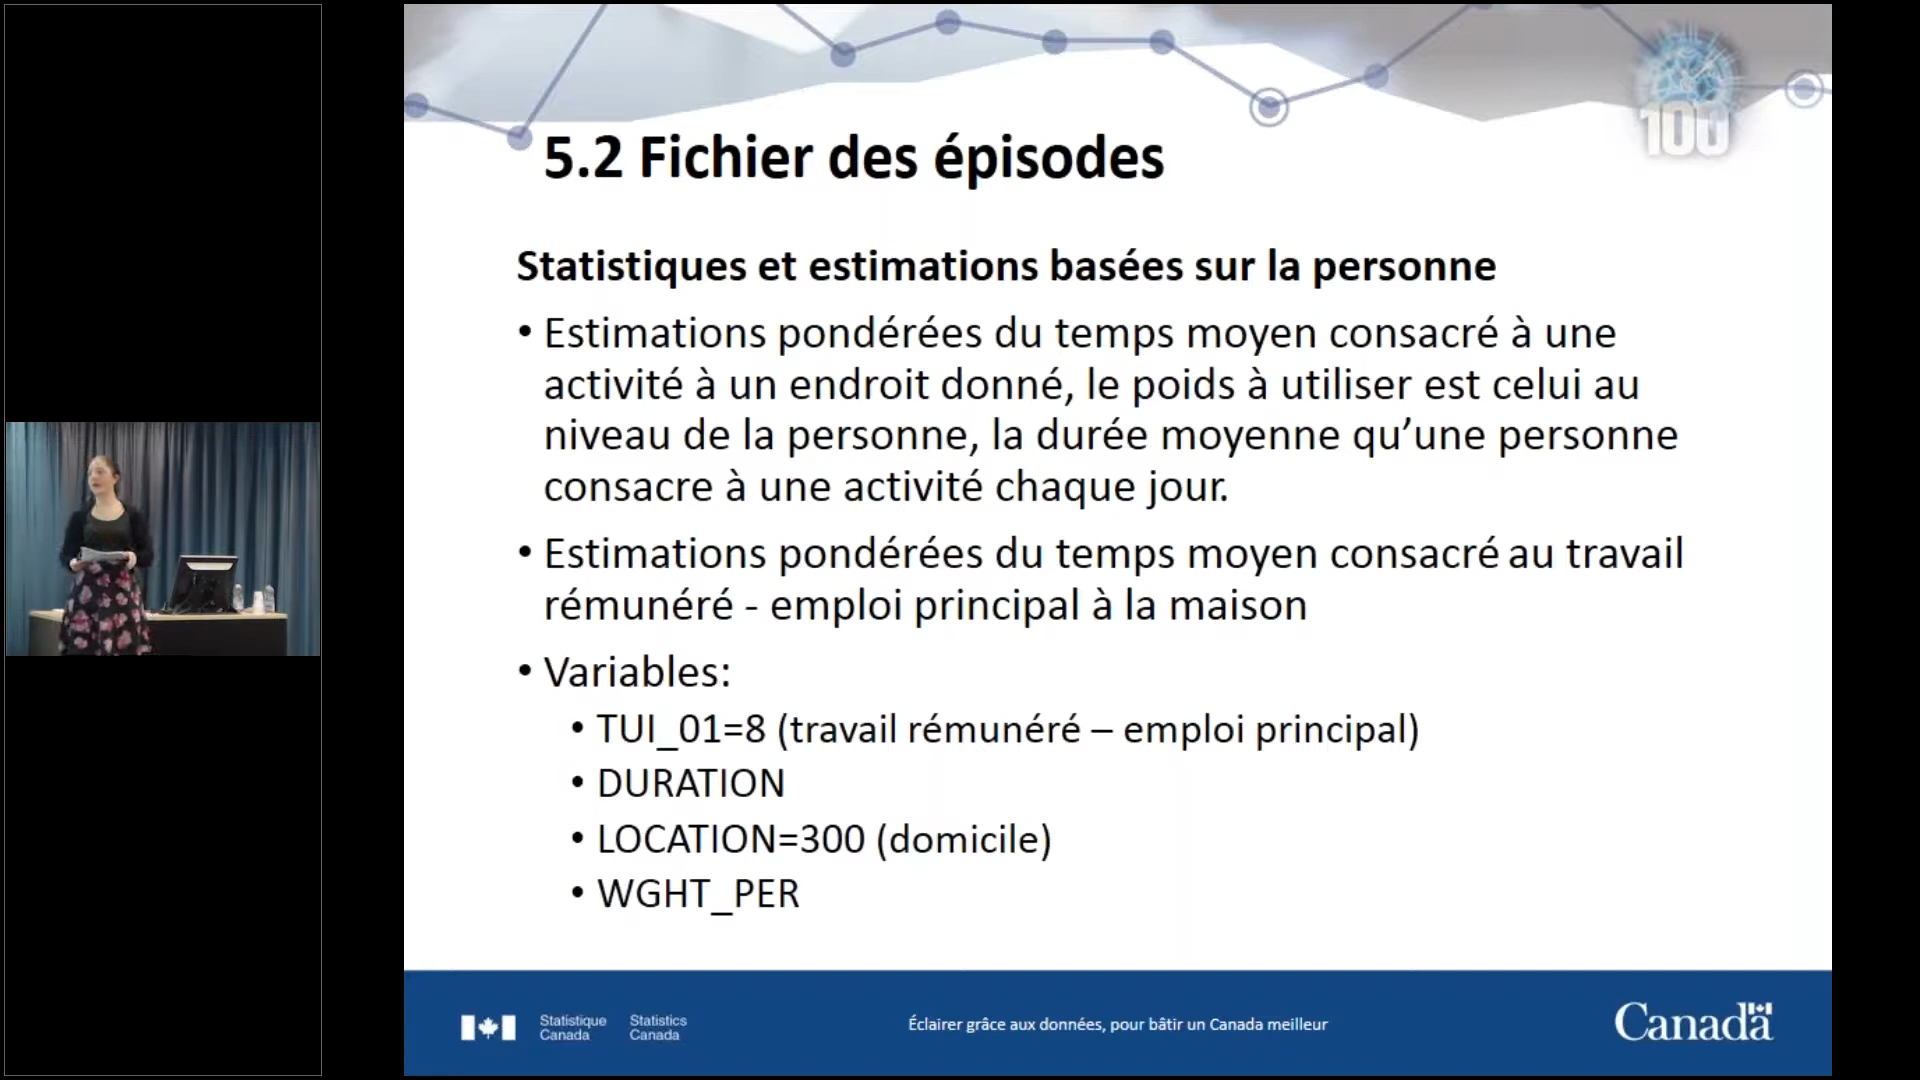 100
5.2 Fichier des épisodes
Statistiques et estimations basées sur la personne
• Estimations pondérées du temps moyen consacré à une
activité à un endroit donné, le poids à utiliser est celui au
niveau de la personne, la durée moyenne qu’une personne
consacre à une activité chaque jour.
• Estimations pondérées du temps moyen consacré au travail
rémunéré - emploi principal à la maison
• Variables:
• TUI_01=8 (travail rémunéré – emploi principal)
• DURATION
• LOCATION=300 (domicile)
• WGHT_PER
Statistique Statistics
Canada Canada
Éclairer grâce aux données, pour bâtir un Canada meilleur
Canada